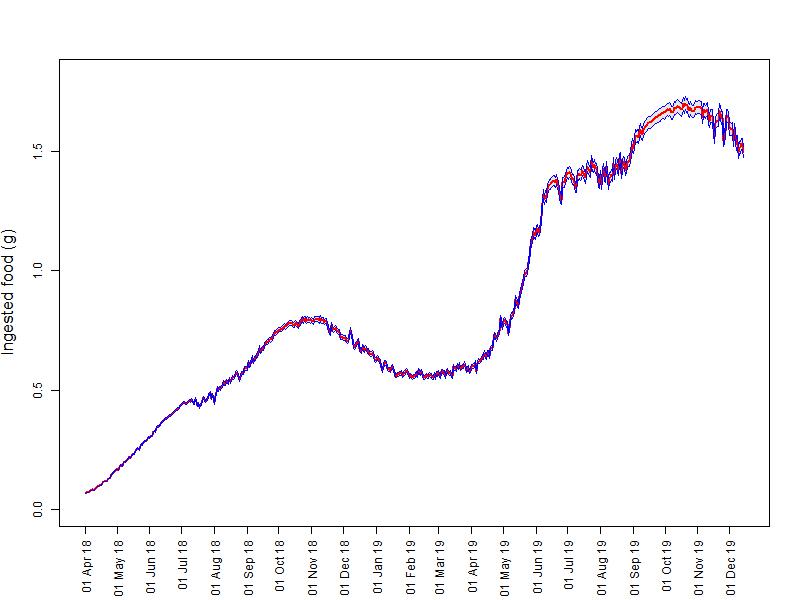 Ingested food (g)
1.5
1.0
0.5
0.0
01 Apr 18
01 May 18
01 Jun 18
01 Jul 18
01 Aug 18
01 Sep 18
01 Oct 18
01 Nov 18
01 Dec 18
01 Jan 19
01 Feb 19
01 Mar 19
01 Apr 19
01 May 19
01 Jun 19
01 Jul 19
01 Aug 19
01 Sep 19
01 Oct 19
01 Nov 19
01 Dec 19